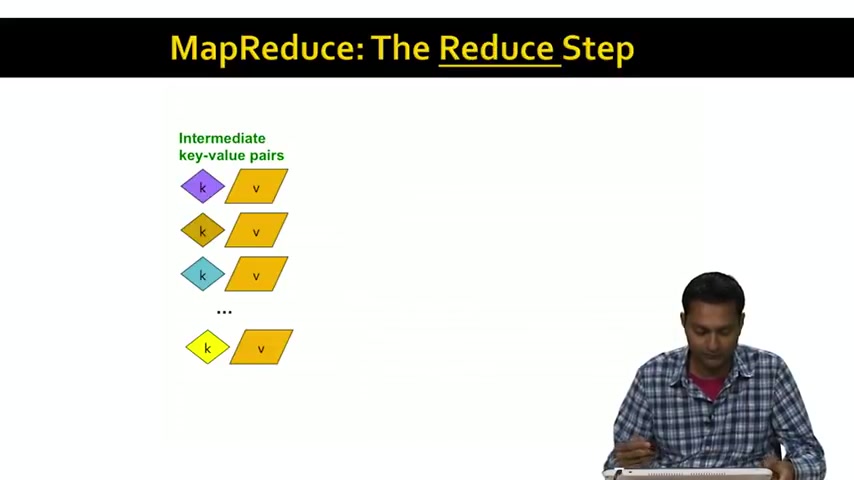 MapReduce: The Reduce Step
Intermediate
key-value pairs
k v
k v
k v
...
k v